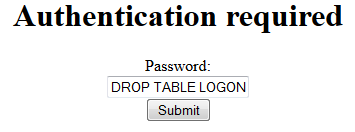 Authentication required
Password:
DROP TABLE LOGON
Submit